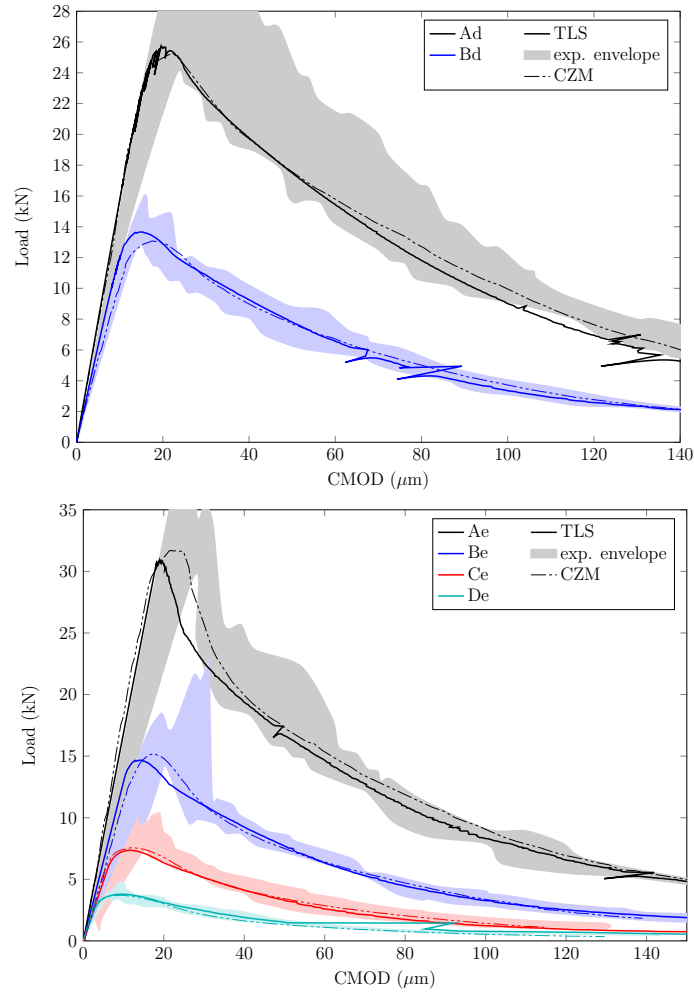 28
26
24
22
20
18
16
14
12
10
8
6
4
2
0
Load (kN)
0 20 40 60 80 100 120 140
CMOD (μm)
Ad TLS
Bd exp. envelope
CZM
35
30
25
20
15
10
5
0
Load (kN)
0 20 40 60 80 100 120 140
CMOD (μm)
Ae TLS
Be exp. envelope
Ce CZM
De